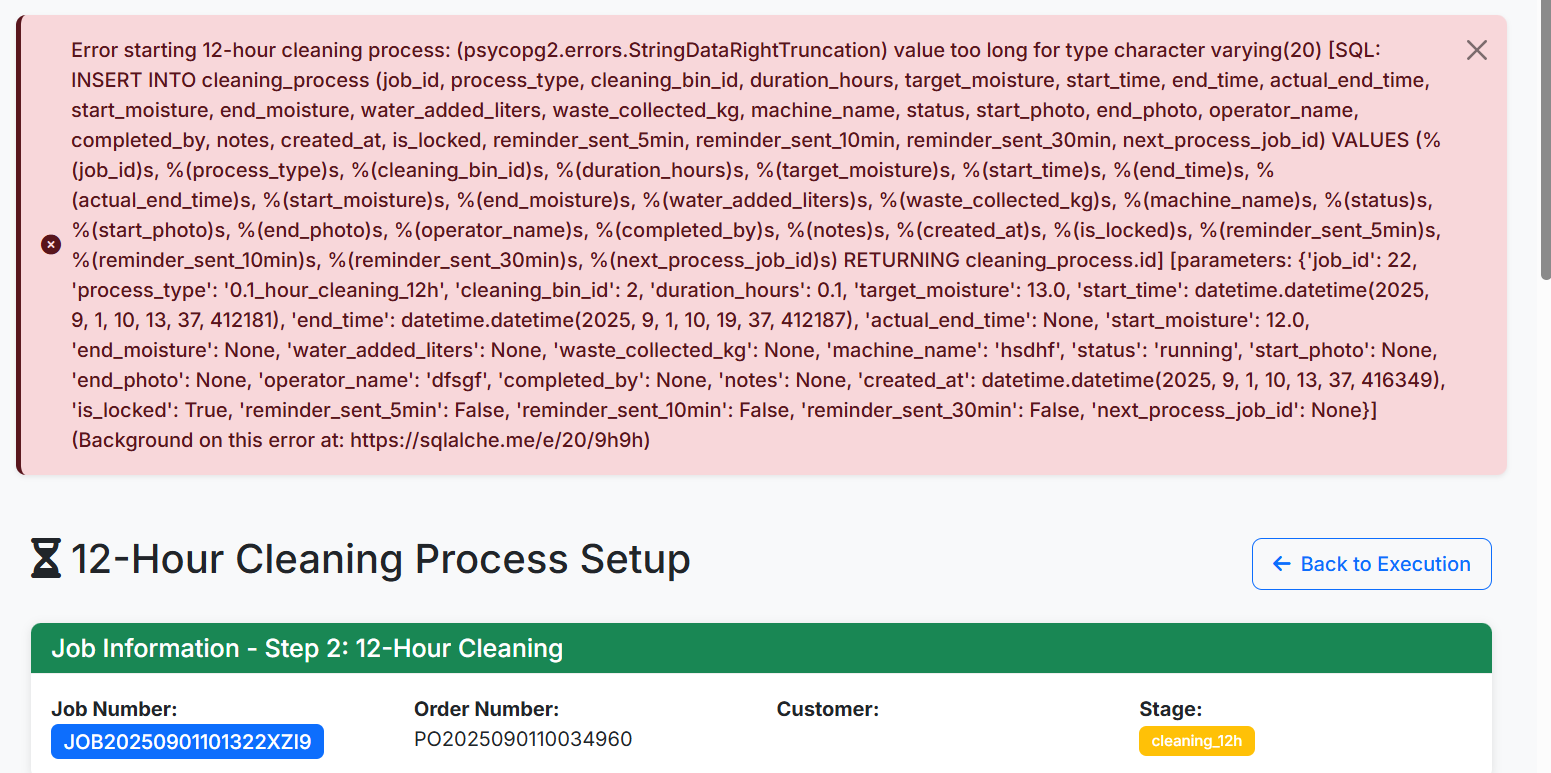 Error starting 12-hour cleaning process: (psycopg2.errors.StringDataRightTruncation) value too long for type character varying(20) [SQL:
INSERT INTO cleaning_process (job_id, process_type, cleaning_bin_id, duration_hours, target_moisture, start_time, end_time, actual_end_time,
start_moisture, end_moisture, water_added_liters, waste_collected_kg, machine_name, status, start_photo, end_photo, operator_name,
completed_by, notes, created_at, is_locked, reminder_sent_5min, reminder_sent_10min, reminder_sent_30min, next_process_job_id) VALUES (%
(job_id)s, %(process_type)s, %(cleaning_bin_id)s, %(duration_hours)s, %(target_moisture)s, %(start_time)s, %(end_time)s, %
(actual_end_time)s, %(start_moisture)s, %(end_moisture)s, %(water_added_liters)s, %(waste_collected_kg)s, %(machine_name)s, %(status)s,
%(start_photo)s, %(end_photo)s, %(operator_name)s, %(completed_by)s, %(notes)s, %(created_at)s, %(is_locked)s, %(reminder_sent_5min)s,
%(reminder_sent_10min)s, %(reminder_sent_30min)s, %(next_process_job_id)s) RETURNING cleaning_process.id] [parameters: {'job_id': 22,
'process_type': '0.1_hour_cleaning_12h', 'cleaning_bin_id': 2, 'duration_hours': 0.1, 'target_moisture': 13.0, 'start_time': datetime.datetime(2025,
9, 1, 10, 13, 37, 412181), 'end_time': datetime.datetime(2025, 9, 1, 10, 19, 37, 412187), 'actual_end_time': None, 'start_moisture': 12.0,
'end_moisture': None, 'water_added_liters': None, 'waste_collected_kg': None, 'machine_name': 'hsdhf', 'status': 'running', 'start_photo': None,
'end_photo': None, 'operator_name': 'dfsgf', 'completed_by': None, 'notes': None, 'created_at': datetime.datetime(2025, 9, 1, 10, 13, 37, 416349),
'is_locked': True, 'reminder_sent_5min': False, 'reminder_sent_10min': False, 'reminder_sent_30min': False, 'next_process_job_id': None}]
(Background on this error at: https://sqlalche.me/e/20/9h9h)
12-Hour Cleaning Process Setup
Back to Execution
Job Information - Step 2: 12-Hour Cleaning
Job Number:
JOB20250901101322XZI9
Order Number:
PO2025090110034960
Customer:
Stage:
cleaning_12h